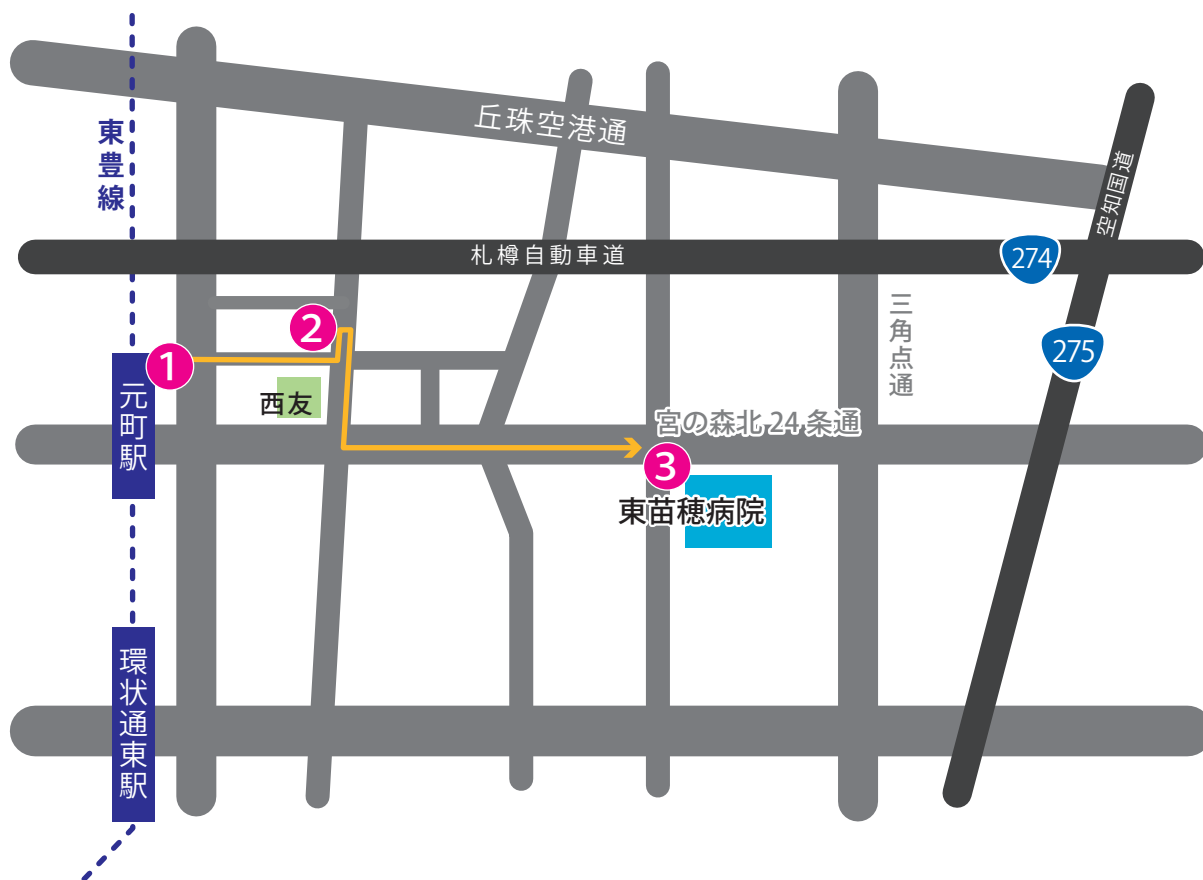 丘珠空港通
東豊線
空知国道
札樽自動車道
274
三角点通
2
1
275
元町駅
西友
宮の森北24条通
3
東苗穂病院
環状通東駅